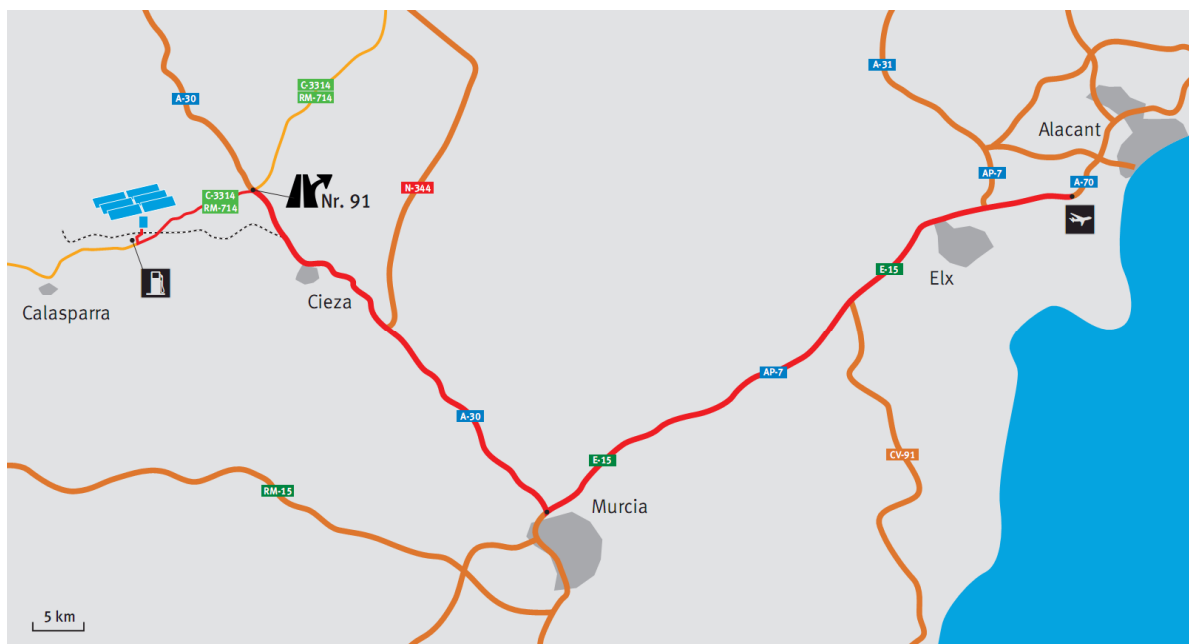 A-30
C-3314
RM-714
N-344
A-31
Alacant
AP-7
A-70
C-3314
RM-714
Nr. 91
Elx
E-15
Cieza
Calasparra
AP-7
A-30
E-15
CV-91
RM-15
Murcia
5 km